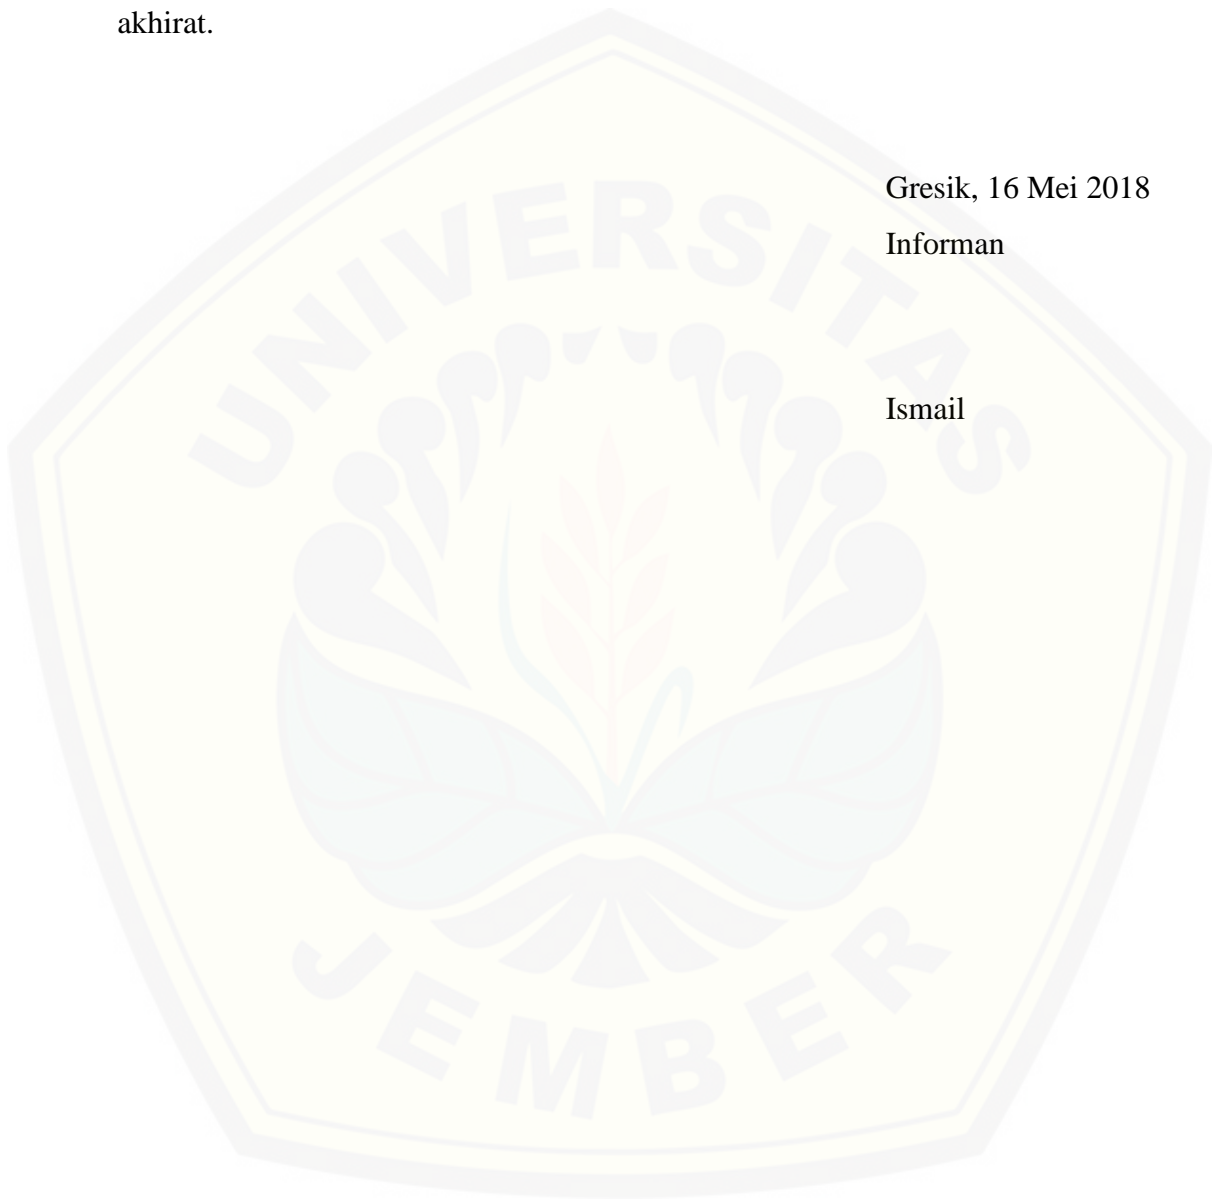 akhirat.
Gresik, 16 Mei 2018
Informan
Ismail
UNIVERSITAS
JEMBER